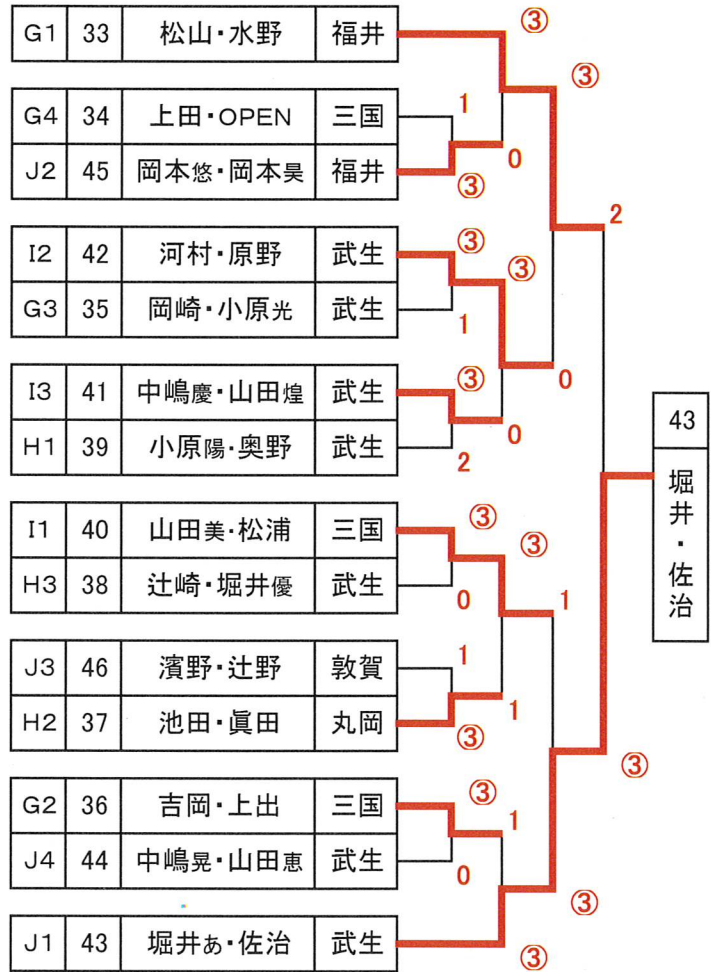 G1 33 松山・水野 福井 ③
③
G4 34 上田・OPEN 三国 1
0
J2 45 岡本悠・岡本昊 福井 ③
2
I2 42 河村・原野 武生 ③ ③
G3 35 岡崎・小原光 武生 1
0
I3 41 中嶋慶・山田煌 武生 ③
0
H1 39 小原陽・奥野 武生 2
43
堀井・佐治
I1 40 山田美・松浦 三国 ③ ③
H3 38 辻崎・堀井優 武生 0 1
J3 46 濱野・辻野 敦賀 1
1
H2 37 池田・眞田 丸岡 ③
③
G2 36 吉岡・上出 三国 ③ 1
J4 44 中嶋晃・山田恵 武生 0
③
J1 43 堀井あ・佐治 武生 ③